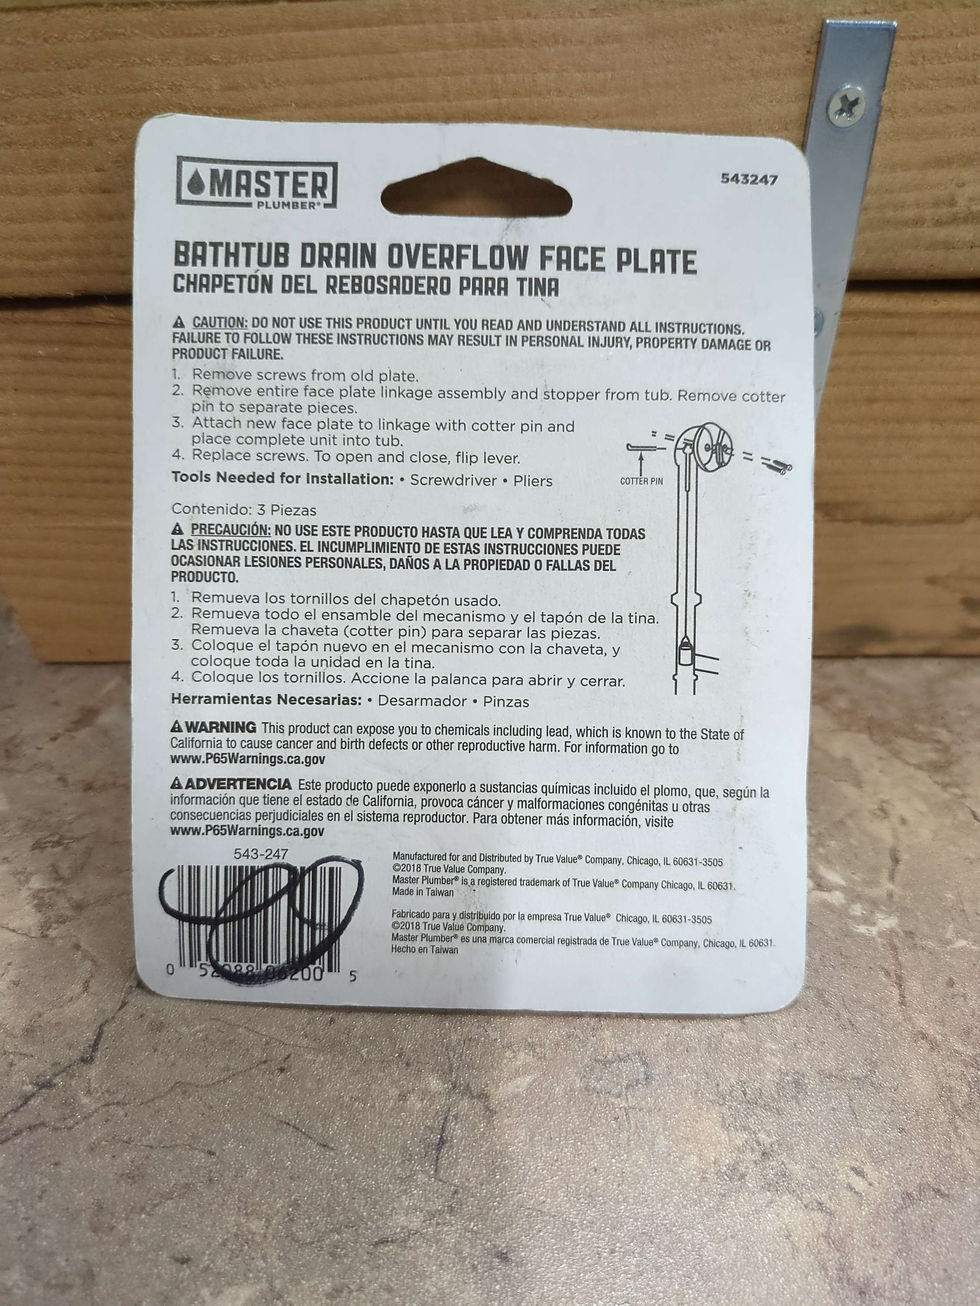 MASTER
PLUMBER®
543247
BATHTUB DRAIN OVERFLOW FACE PLATE
CHAPETÓN DEL REBOSADERO PARA TINA
⚠ CAUTION: DO NOT USE THIS PRODUCT UNTIL YOU READ AND UNDERSTAND ALL INSTRUCTIONS.
FAILURE TO FOLLOW THESE INSTRUCTIONS MAY RESULT IN PERSONAL INJURY, PROPERTY DAMAGE OR
PRODUCT FAILURE.
1. Remove screws from old plate.
2. Remove entire face plate linkage assembly and stopper from tub. Remove cotter
pin to separate pieces.
3. Attach new face plate to linkage with cotter pin and
place complete unit into tub.
4. Replace screws. To open and close, flip lever.
Tools Needed for Installation: • Screwdriver • Pliers
COTTER PIN
Contenido: 3 Piezas
⚠ PRECAUCIÓN: NO USE ESTE PRODUCTO HASTA QUE LEA Y COMPRENDA TODAS
LAS INSTRUCCIONES. EL INCUMPLIMIENTO DE ESTAS INSTRUCCIONES PUEDE
OCASIONAR LESIONES PERSONALES, DAÑOS A LA PROPIEDAD O FALLAS DEL
PRODUCTO.
1. Remueva los tornillos del chapetón usado.
2. Remueva todo el ensamble del mecanismo y el tapón de la tina.
Remueva la chaveta (cotter pin) para separar las piezas.
3. Coloque el tapón nuevo en el mecanismo con la chaveta, y
coloque toda la unidad en la tina.
4. Coloque los tornillos. Accione la palanca para abrir y cerrar.
Herramientas Necesarias: • Desarmador • Pinzas
⚠ WARNING This product can expose you to chemicals including lead, which is known to the State of
California to cause cancer and birth defects or other reproductive harm. For information go to
www.P65Warnings.ca.gov
⚠ ADVERTENCIA Este producto puede exponerlo a sustancias químicas incluido el plomo, que, según la
información que tiene el estado de California, provoca cáncer y malformaciones congénitas u otras
consecuencias perjudiciales en el sistema reproductor. Para obtener más información, visite
www.P65Warnings.ca.gov
543-247
0 52088 06200 5
Manufactured for and Distributed by True Value® Company, Chicago, IL 60631-3505
©2018 True Value Company.
Master Plumber® is a registered trademark of True Value® Company Chicago, IL 60631.
Made in Taiwan
Fabricado para y distribuido por la empresa True Value® Chicago, IL 60631-3505
©2018 True Value Company.
Master Plumber® es una marca comercial registrada de True Value® Company, Chicago, IL 60631.
Hecho en Taiwan